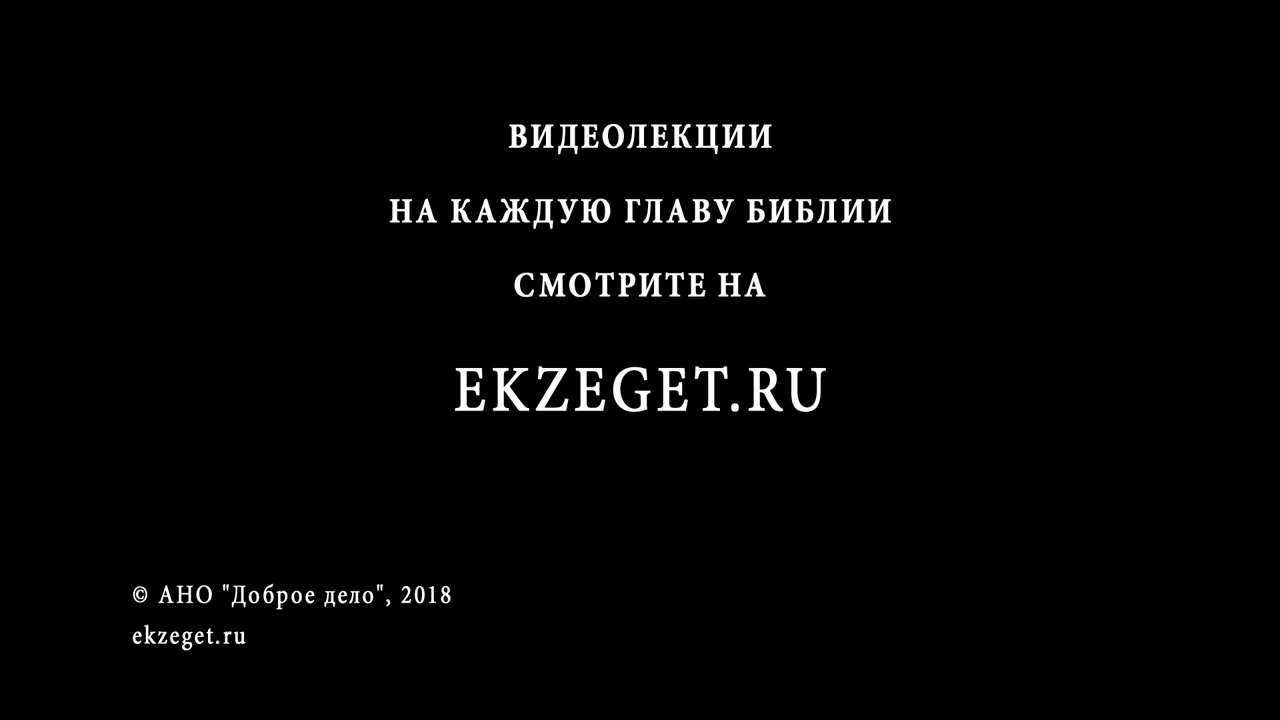 ВИДЕОЛЕКЦИИ
НА КАЖДУЮ ГЛАВУ БИБЛИИ
СМОТРИТЕ НА
EKZEGET.RU
© АНО "Доброе дело", 2018
ekzeget.ru